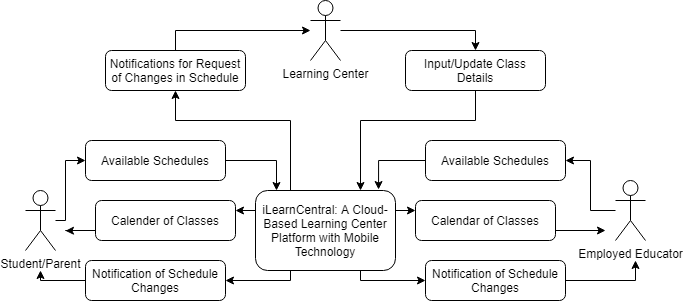 Notifications for Request
of Changes in Schedule
Learning Center
Input/Update Class
Details
Available Schedules
Available Schedules
Calender of Classes
iLearnCentral: A Cloud-
Based Learning Center
Platform with Mobile
Technology
Calendar of Classes
Student/Parent
Employed Educator
Notification of Schedule
Changes
Notification of Schedule
Changes